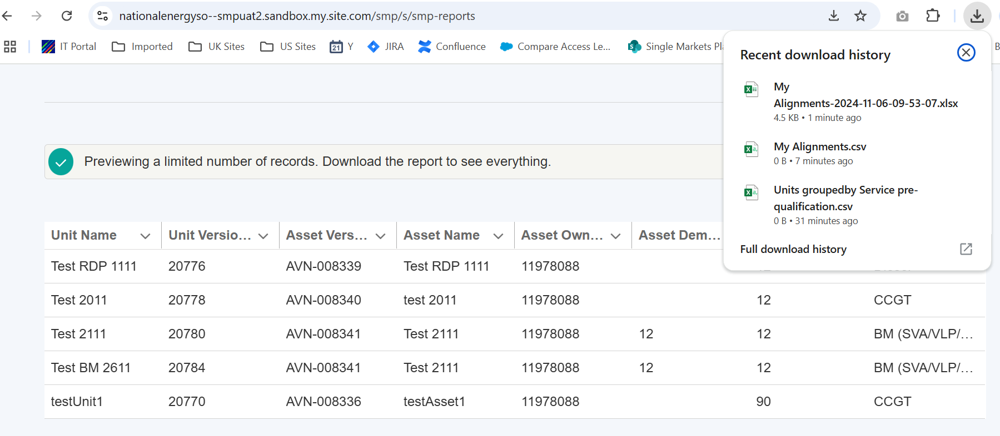 nationalenergyso--smpuat2.sandbox.my.site.com/smp/s/smp-reports
IT Portal Imported UK Sites US Sites 21 Y JIRA Confluence Compare Access Le... Single Markets Pl B
Recent download history
My
Alignments-2024-11-06-09-53-07.xlsx
4.5 KB • 1 minute ago
My Alignments.csv
0 B • 7 minutes ago
Units groupedby Service pre-
qualification.csv
0 B • 31 minutes ago
Full download history
Previewing a limited number of records. Download the report to see everything.
Unit Name Unit Versio... Asset Vers... Asset Name Asset Own... Asset Dem...
Test RDP 1111 20776 AVN-008339 Test RDP 1111 11978088
Test 2011 20778 AVN-008340 test 2011 11978088 12 CCGT
Test 2111 20780 AVN-008341 Test 2111 11978088 12 12 BM (SVA/VLP/...
Test BM 2611 20784 AVN-008341 Test 2111 11978088 12 12 BM (SVA/VLP/...
testUnit1 20770 AVN-008336 testAsset1 11978088 90 CCGT